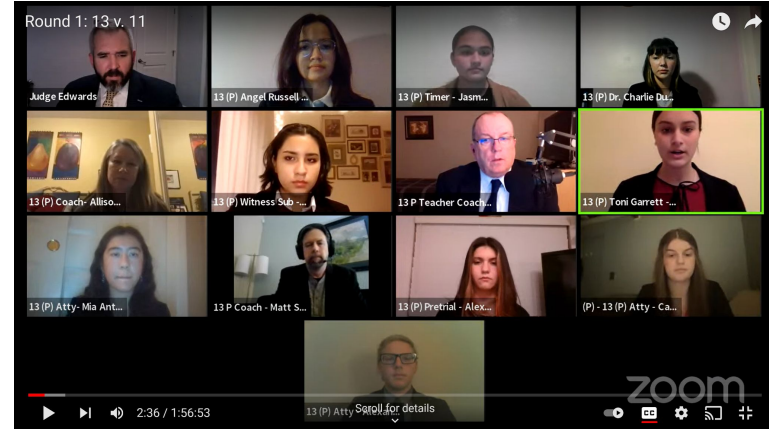 Round 1: 13 v. 11
Judge Edwards
13 (P) Angel Russell ...
13 (P) Timer - Jasm...
13 (P) Dr. Charlie Du...
13 (P) Coach- Alliso...
13 (P) Witness Sub -...
13 P Teacher Coach...
13 (P) Toni Garrett -...
13 (P) Atty- Mia Ant...
13 P Coach - Matt S...
13 (P) Pretrial - Alex...
(P) - 13 (P) Atty - Ca...
zoom
2:36 / 1:56:53
13 (P) Atty
Scroll for details
CC